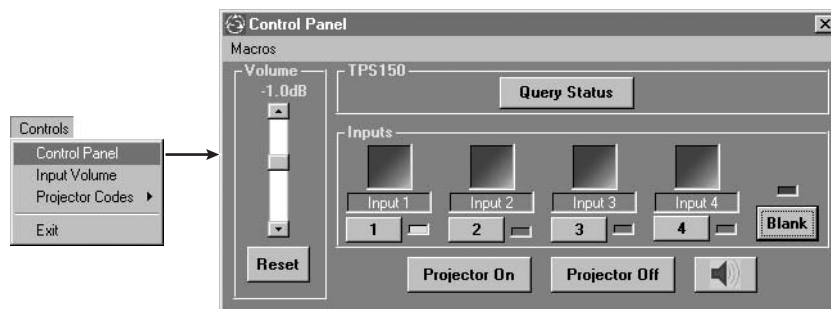 Controls
Control Panel
Input Volume
Projector Codes
Exit
Control Panel
Macros
Volume
-1.0dB
Reset
TPS150
Query Status
Inputs
Input 1 Input 2 Input 3 Input 4
1 2 3 4 Blank
Projector On Projector Off